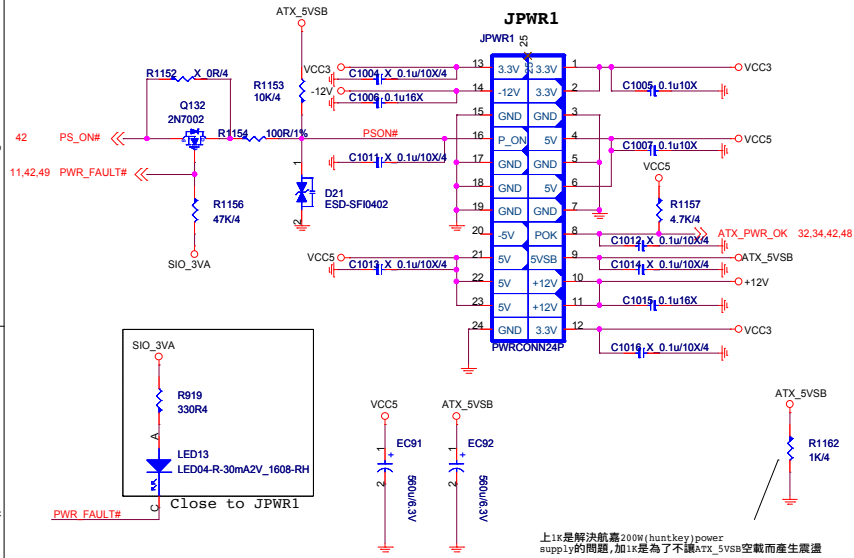 JPWR1
ATX_5VSB
JPWR1
25
25
R1152 X_0R/4
Q132
2N7002
R1153
10K/4
42 PS_ON#
R1154 100R/1%
PSON#
11,42,49 PWR_FAULT#
R1156
47K/4
SIO_3VA
1
D21
ESD-SFI0402
2
VCC3
C1004 X_0.1u/10X/4
-12V
C1006 0.1u16X
C1011 X_0.1u/10X/4
VCC5
C1013 X_0.1u/10X/4
13 3.3V 3.3V 1
14 -12V 3.3V 2
15 GND GND 3
16 P_ON 5V 4
17 GND GND 5
18 GND 5V 6
19 GND GND 7
20 -5V POK 8
21 5V 5VSB 9
22 5V +12V 10
23 5V +12V 11
24 GND 3.3V 12
PWRCONN24P
VCC3
C1005 0.1u10X
VCC5
C1007 0.1u10X
VCC5
R1157
4.7K/4
ATX_PWR_OK 32,34,42,48
C1012 X_0.1u/10X/4
ATX_5VSB
C1014 X_0.1u/10X/4
+12V
C1015 0.1u16X
VCC3
C1016 X_0.1u/10X/4
SIO_3VA
R919
330R4
A
LED13
LED04-R-30mA2V_1608-RH
C
Close to JPWR1
PWR_FAULT#
VCC5
1
+
EC91
2
560u/6.3V
ATX_5VSB
1
+
EC92
2
560u/6.3V
ATX_5VSB
R1162
1K/4
上1K是解決航嘉200W(huntkey)power
supply的問題,加1K是為了不讓ATX_5VSB空載而產生震盪